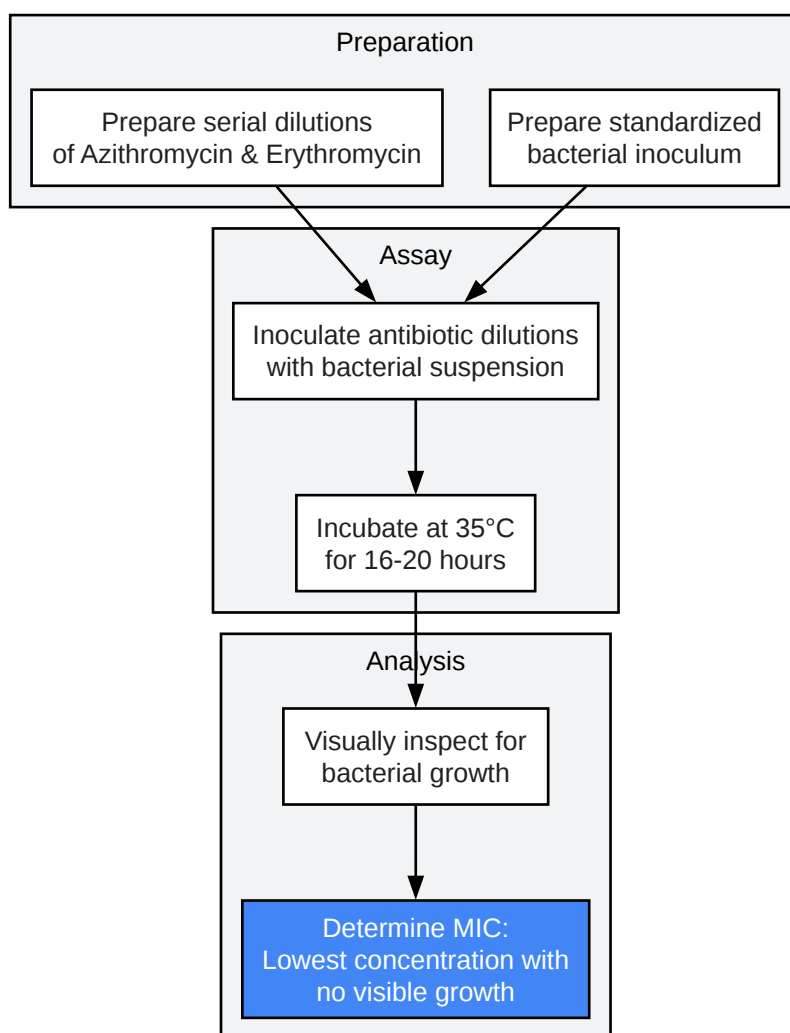 Preparation
Prepare serial dilutions
of Azithromycin & Erythromycin
Prepare standardized
bacterial inoculum
Assay
Inoculate antibiotic dilutions
with bacterial suspension
Incubate at 35°C
for 16-20 hours
Analysis
Visually inspect for
bacterial growth
Determine MIC:
Lowest concentration with
no visible growth